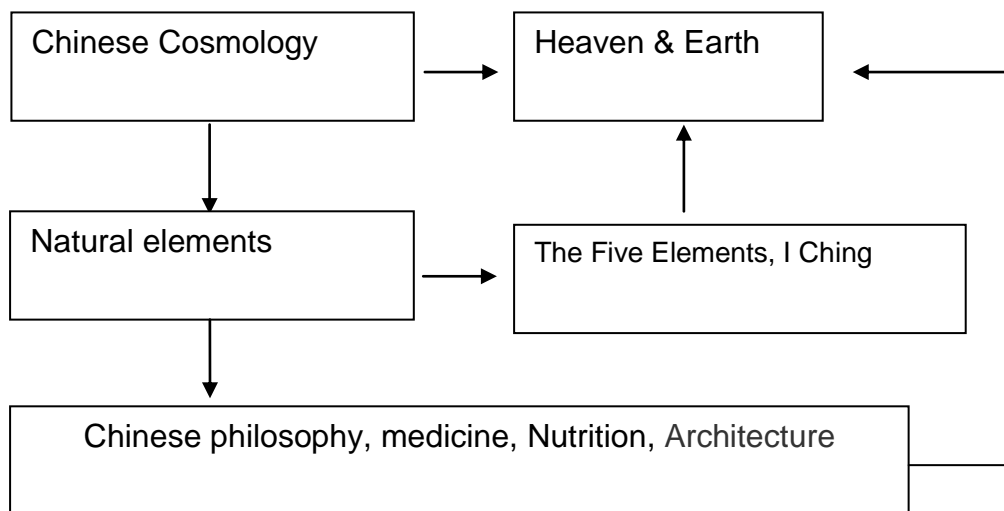 Chinese Cosmology
Heaven & Earth
Natural elements
The Five Elements, I Ching
Chinese philosophy, medicine, Nutrition, Architecture